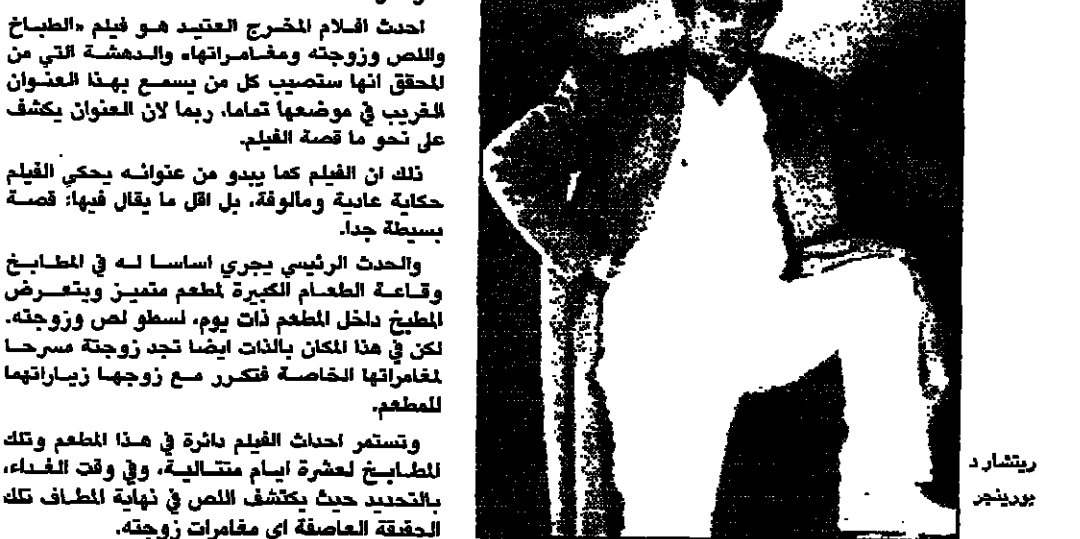 احدث افلام المخرج العتيد هو فيلم «الطباخ
واللص وزوجته ومغامراتها» والدهشة التي من
المحقق انها ستصيب كل من يسمع بهذا العنوان
الغريب في موضعها تماما، ربما لان العنوان يكشف
على نحو ما قصة الفيلم.
ذلك ان الفيلم كما يبدو من عنوانه يحكي الفيلم
حكاية عادية ومألوفة، بل اقل ما يقال فيها: قصة
بسيطة جدا.
والحدث الرئيسي يجري اساسا له في المطابخ
وقاعة الطعام الكبيرة لمطعم متميز ويتعرض
المطبخ داخل المطعم ذات يوم، لسطو لص وزوجته.
لكن في هذا المكان بالذات ايضا تجد زوجتة مسرحا
لمغامراتها الخاصة فتكرر مع زوجها زياراتهما
للمطعم.
وتستمر احداث الفيلم دائرة في هذا المطعم وتلك
المطابخ لعشرة ايام متتالية، وفي وقت الغداء،
بالتحديد حيث يكتشف اللص في نهاية المطاف تلك
الحقيقة العاصفة اي مغامرات زوجته.
ريتشارد
بورينجر